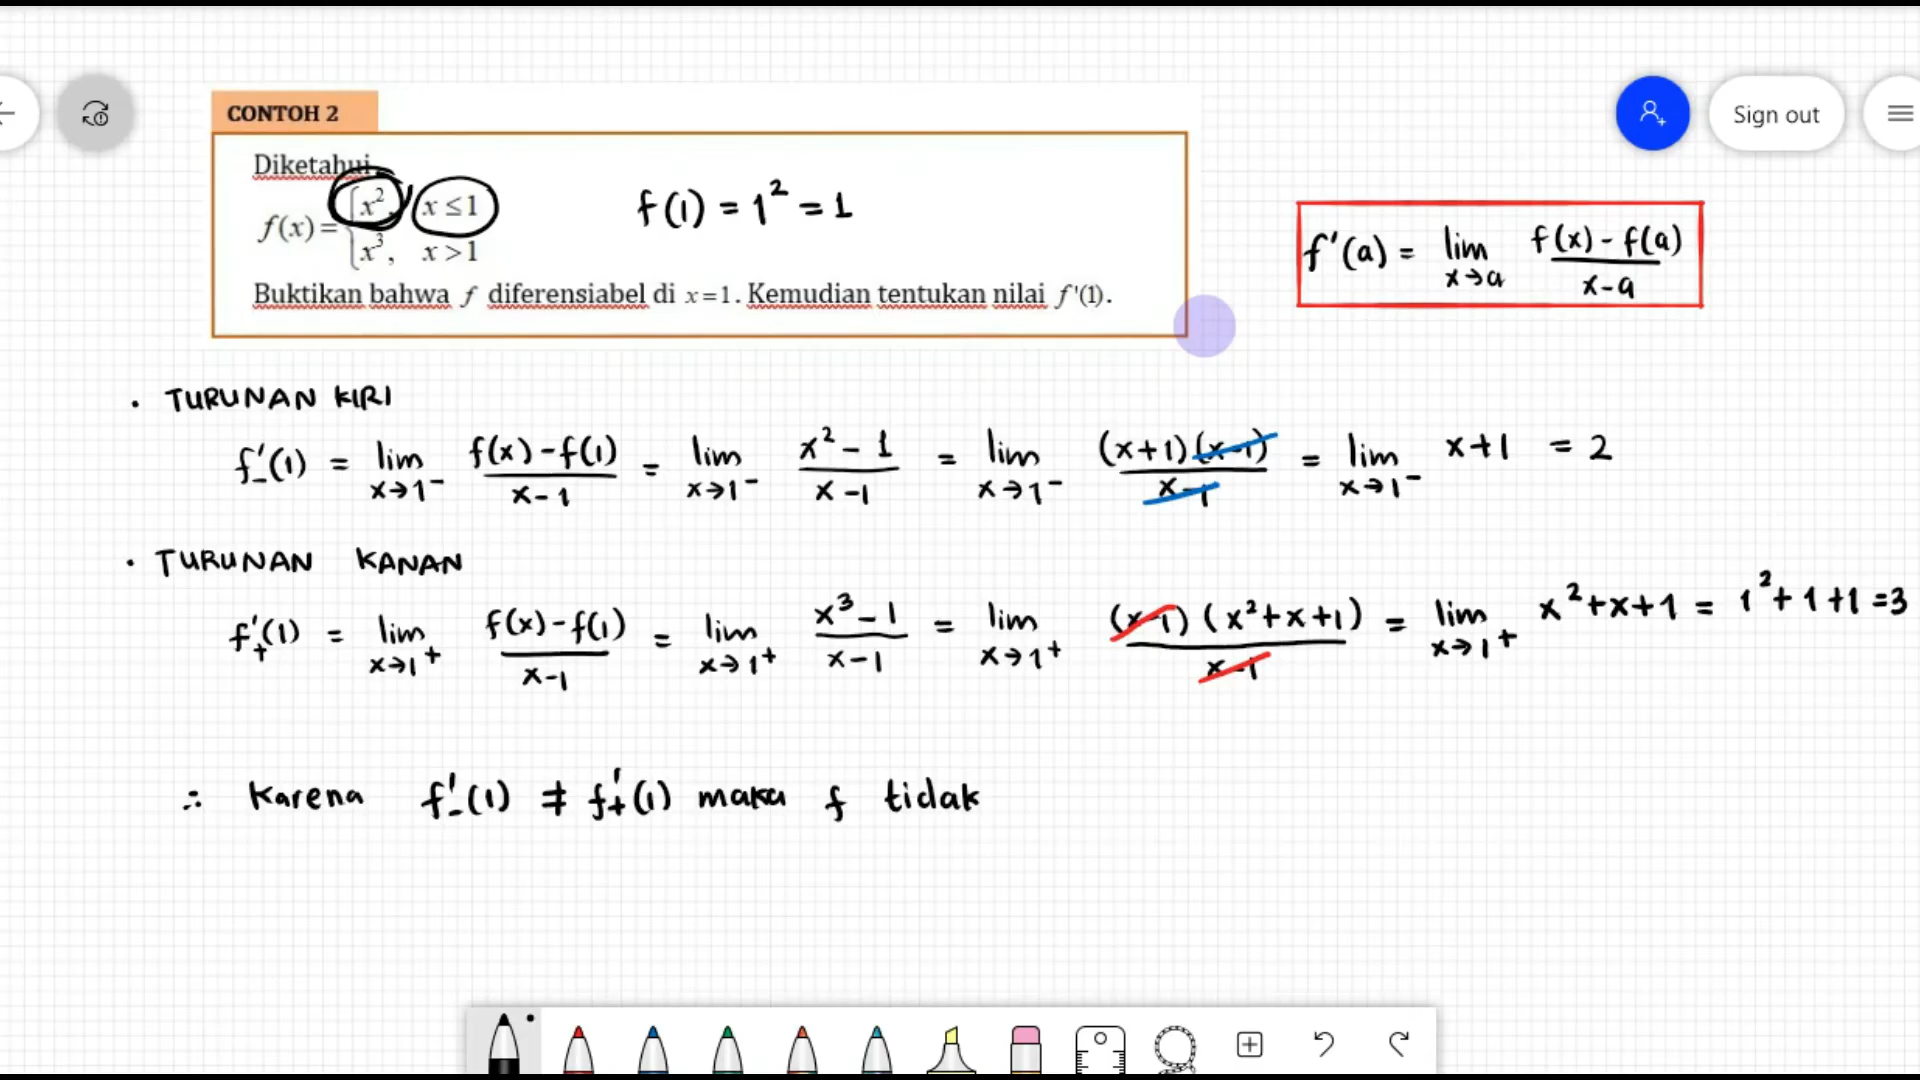 CONTOH 2
Sign out
Diketahui
f(x) = { x², x ≤ 1
x³, x > 1
f(1) = 1² = 1
Buktikan bahwa f diferensiabel di x=1. Kemudian tentukan nilai f'(1).
f'(a) = lim x→a (f(x) - f(a))/(x-a)
· TURUNAN KIRI
f'₋(1) = lim x→1⁻ (f(x) - f(1))/(x-1) = lim x→1⁻ (x² - 1)/(x-1) = lim x→1⁻ (x+1)(x-1)/(x-1) = lim x→1⁻ x+1 = 2
· TURUNAN KANAN
f'₊(1) = lim x→1⁺ (f(x) - f(1))/(x-1) = lim x→1⁺ (x³ - 1)/(x-1) = lim x→1⁺ (x-1)(x²+x+1)/(x-1) = lim x→1⁺ x²+x+1 = 1²+1+1 = 3
∴ Karena f'₋(1) ≠ f'₊(1) maka f tidak